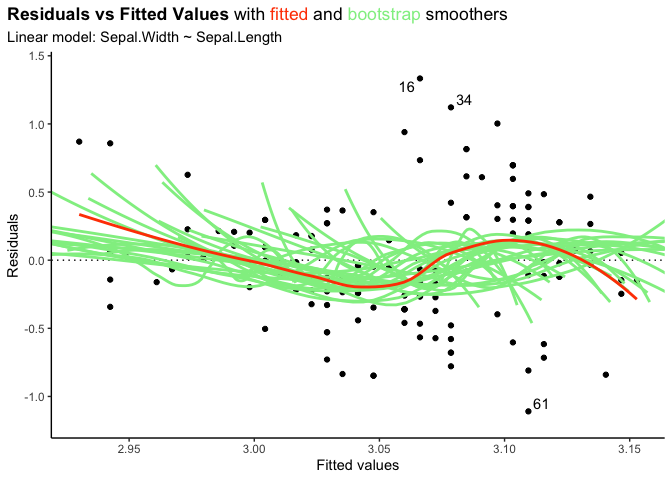 Residuals vs Fitted Values with fitted and bootstrap smoothers
Linear model: Sepal.Width ~ Sepal.Length
1.5
16
34
1.0
0.5
Residuals
0.0
-0.5
-1.0
61
2.95 3.00 3.05 3.10 3.15
Fitted values